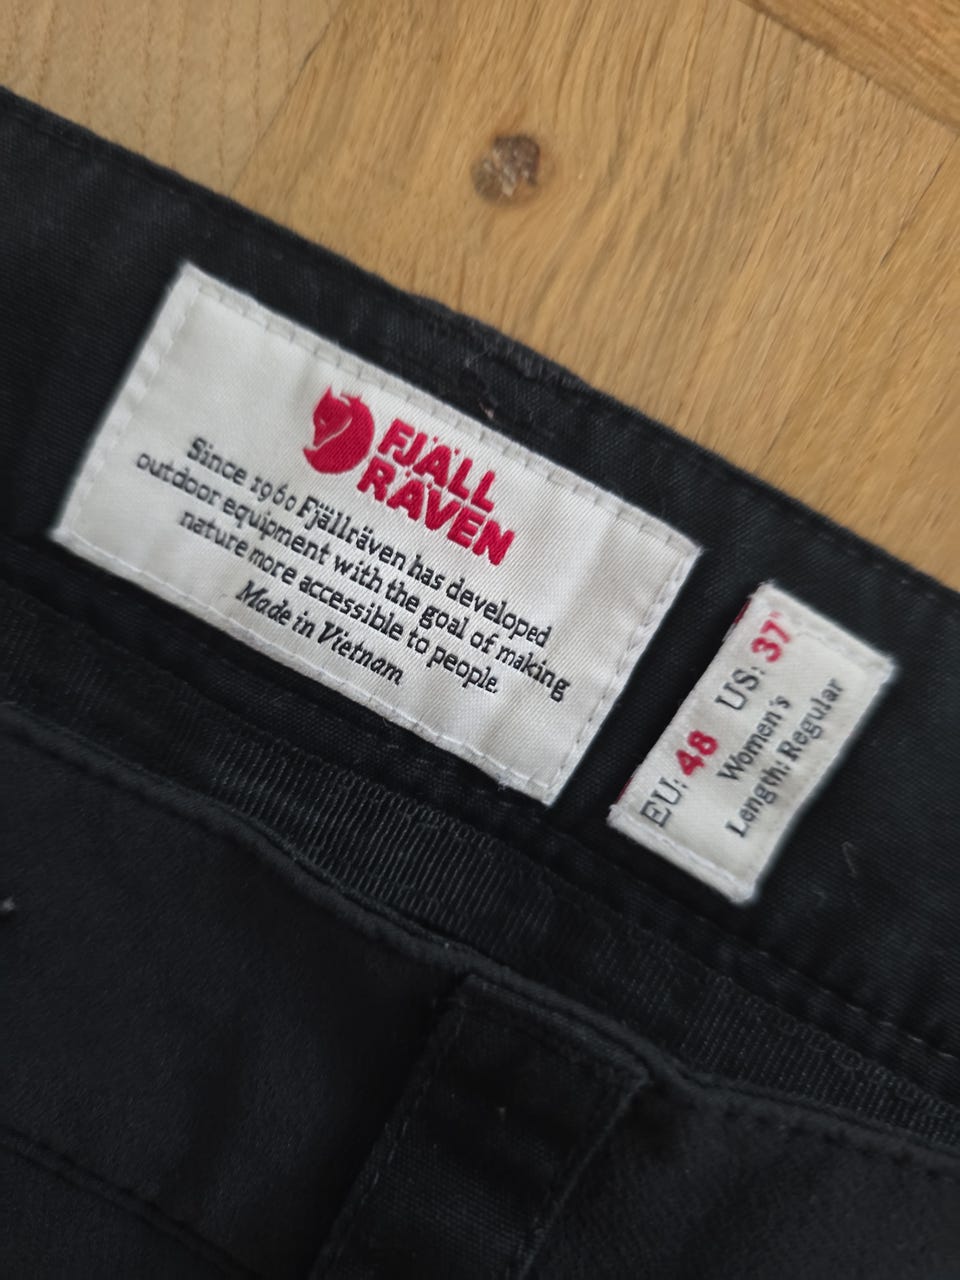 FJÄLL
RÄVEN
Since 1960 Fjällräven has developed
outdoor equipment with the goal of making
nature more accessible to people.
Made in Vietnam
EU: 48 US: 37"
Women's
Length: Regular